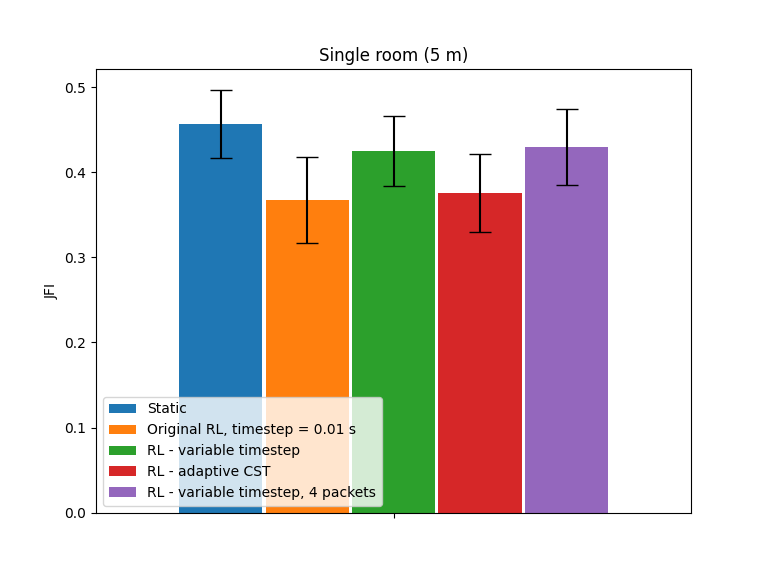 Single room (5 m)
JFI
0.5
0.4
0.3
0.2
0.1
0.0
Static
Original RL, timestep = 0.01 s
RL - variable timestep
RL - adaptive CST
RL - variable timestep, 4 packets